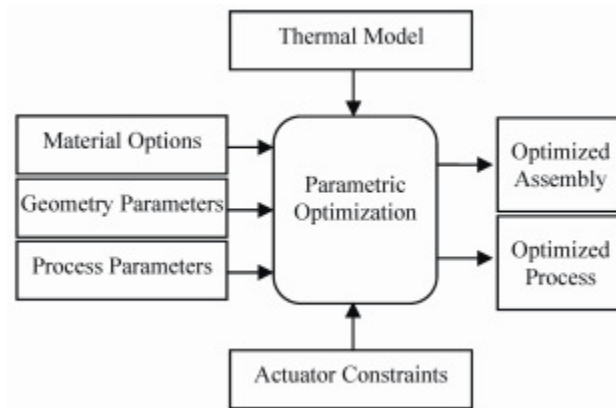 Thermal Model
Material Options
Geometry Parameters
Process Parameters
Parametric
Optimization
Optimized
Assembly
Optimized
Process
Actuator Constraints